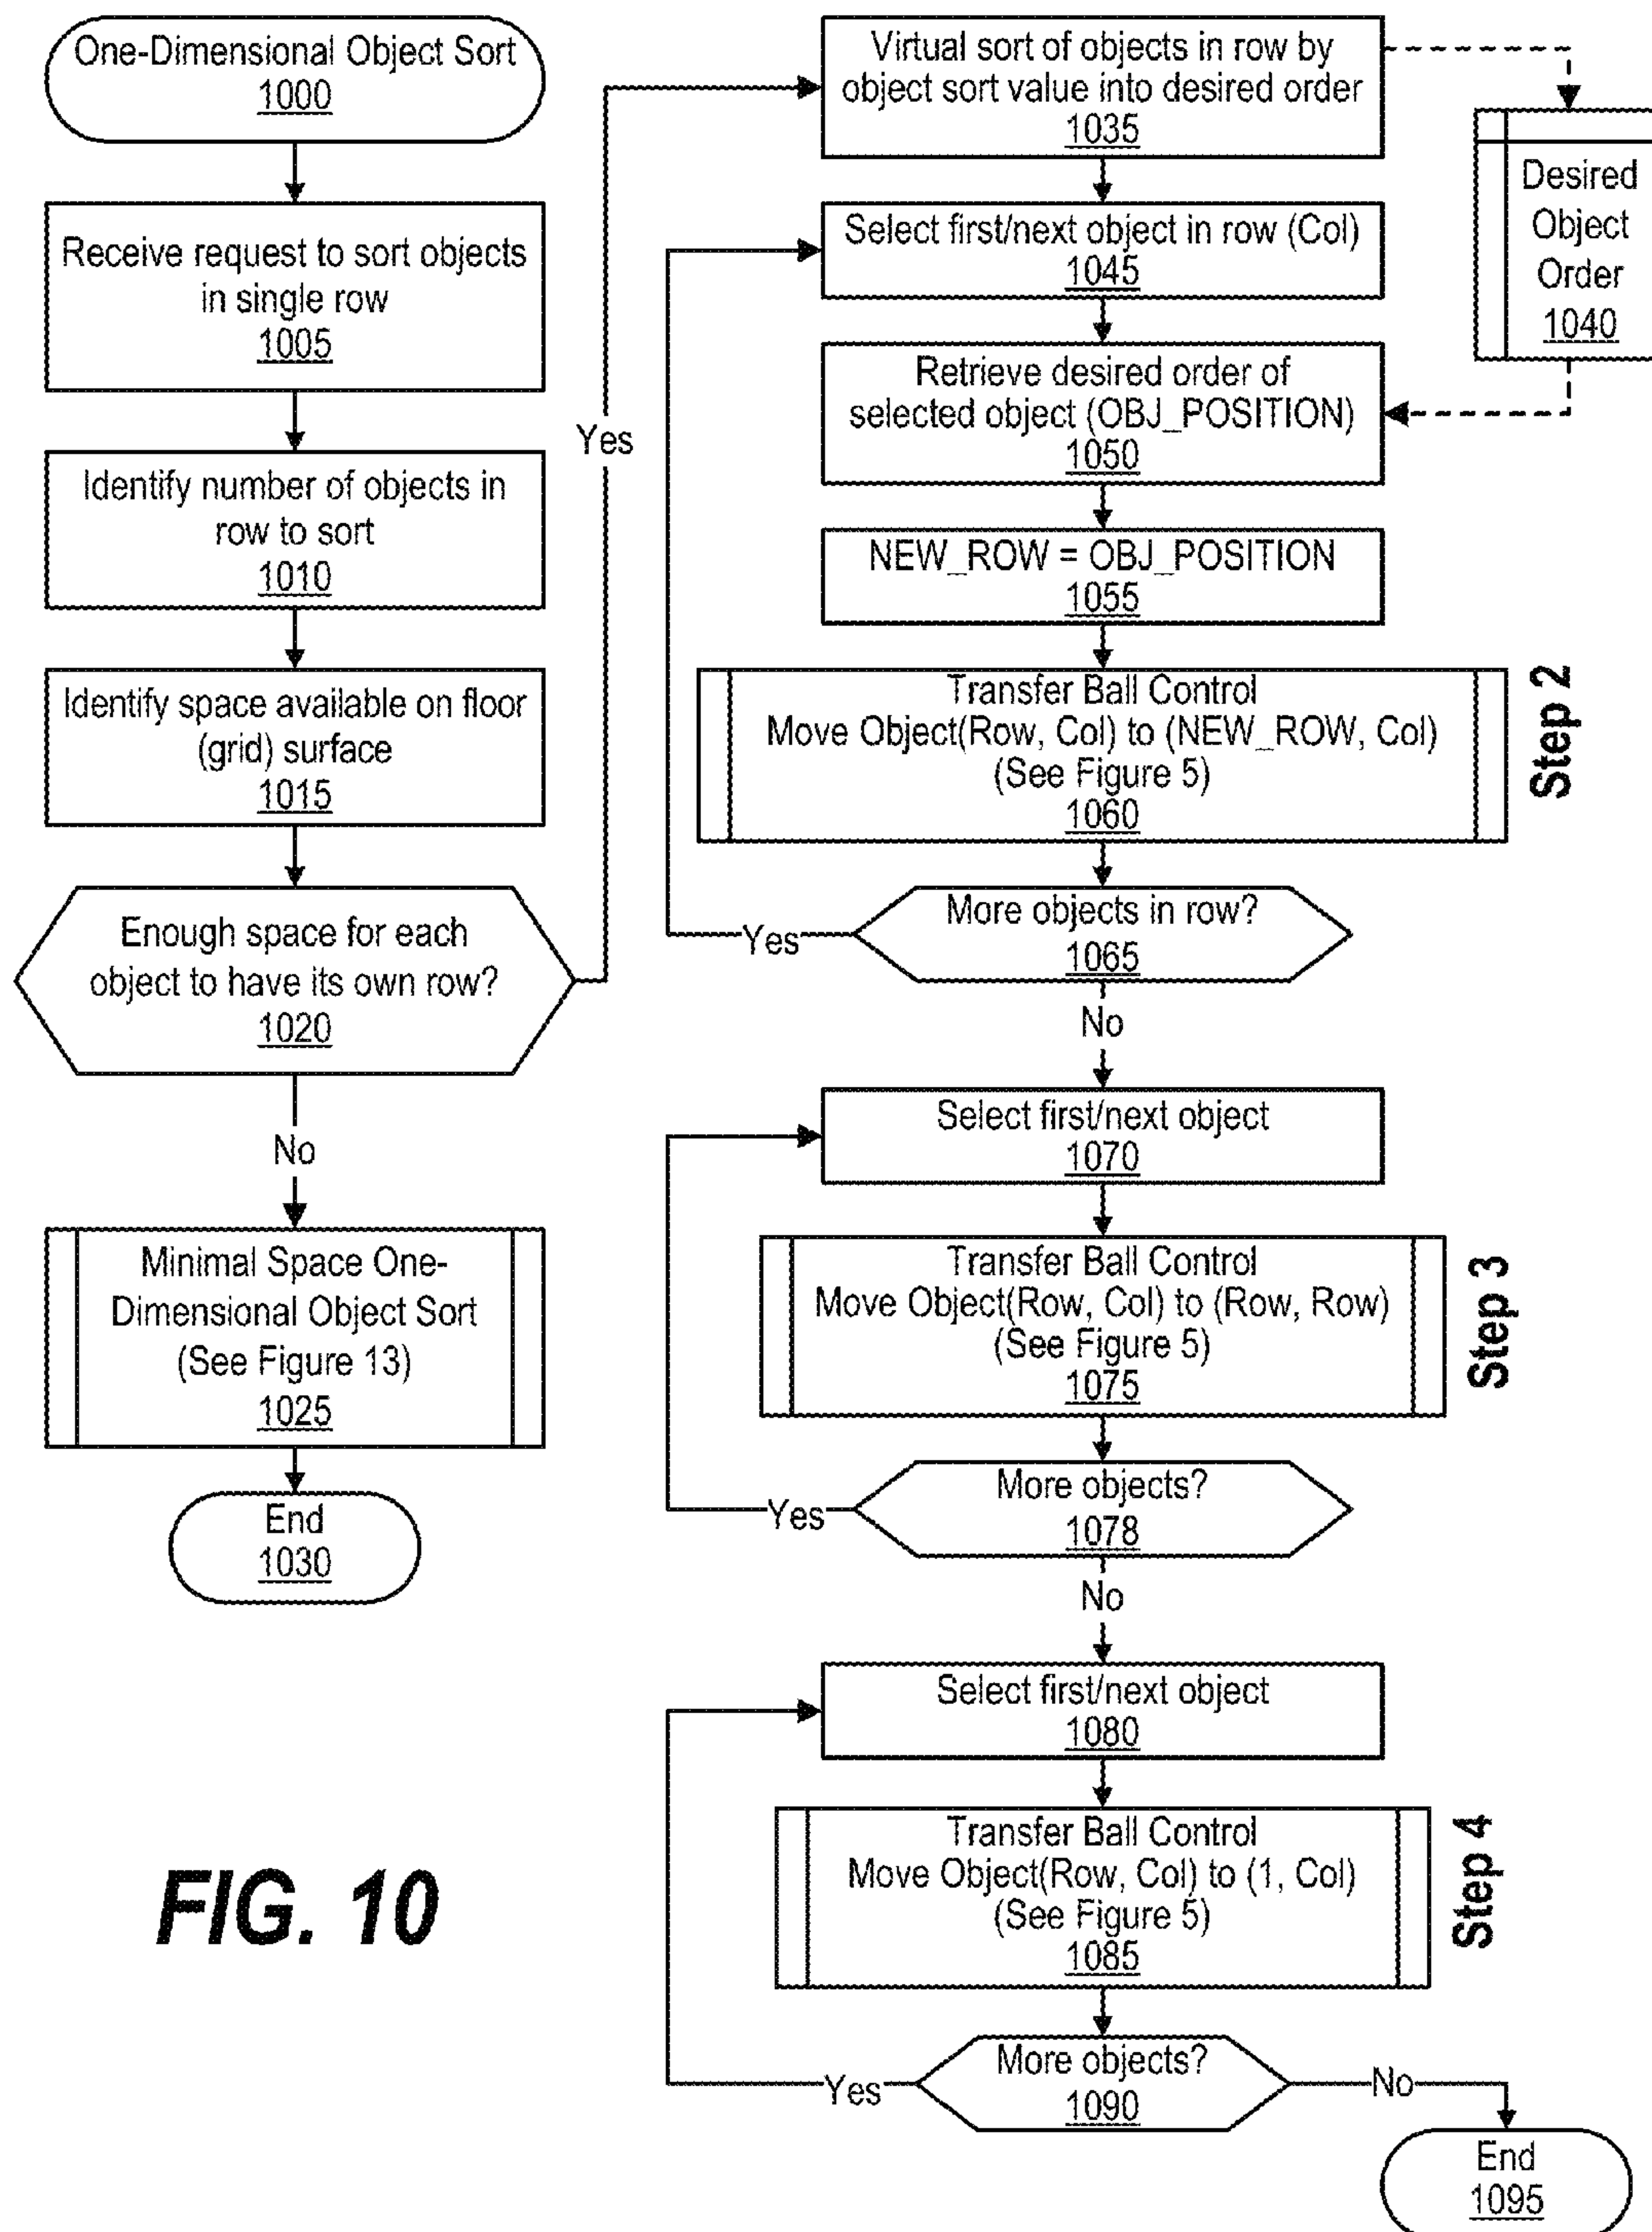 One-Dimensional Object Sort
1000
Receive request to sort objects
in single row
1005
Identify number of objects in
row to sort
1010
Identify space available on floor
(grid) surface
1015
Enough space for each
object to have its own row?
1020
No
Minimal Space One-
Dimensional Object Sort
(See Figure 13)
1025
End
1030
Yes
Virtual sort of objects in row by
object sort value into desired order
1035
Desired
Object
Order
1040
Select first/next object in row (Col)
1045
Retrieve desired order of
selected object (OBJ_POSITION)
1050
NEW_ROW = OBJ_POSITION
1055
Transfer Ball Control
Move Object(Row, Col) to (NEW_ROW, Col)
(See Figure 5)
1060
Step 2
More objects in row?
1065
Yes
No
Select first/next object
1070
Transfer Ball Control
Move Object(Row, Col) to (Row, Row)
(See Figure 5)
1075
Step 3
More objects?
1078
Yes
No
Select first/next object
1080
Transfer Ball Control
Move Object(Row, Col) to (1, Col)
(See Figure 5)
1085
Step 4
More objects?
1090
Yes
No
End
1095
FIG. 10